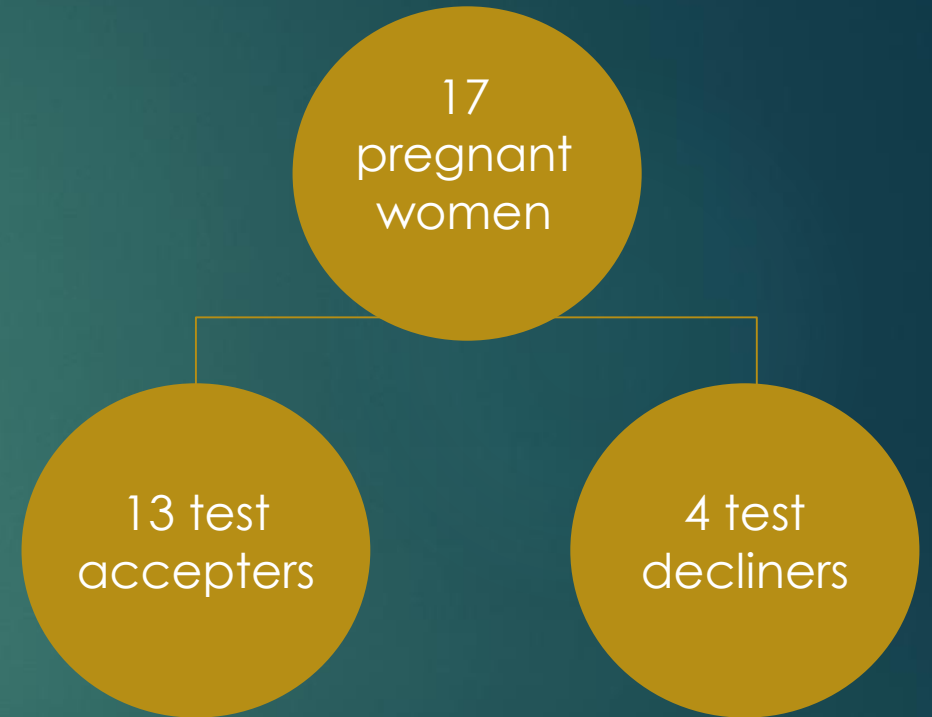 17
pregnant
women
13 test
accepters
4 test
decliners